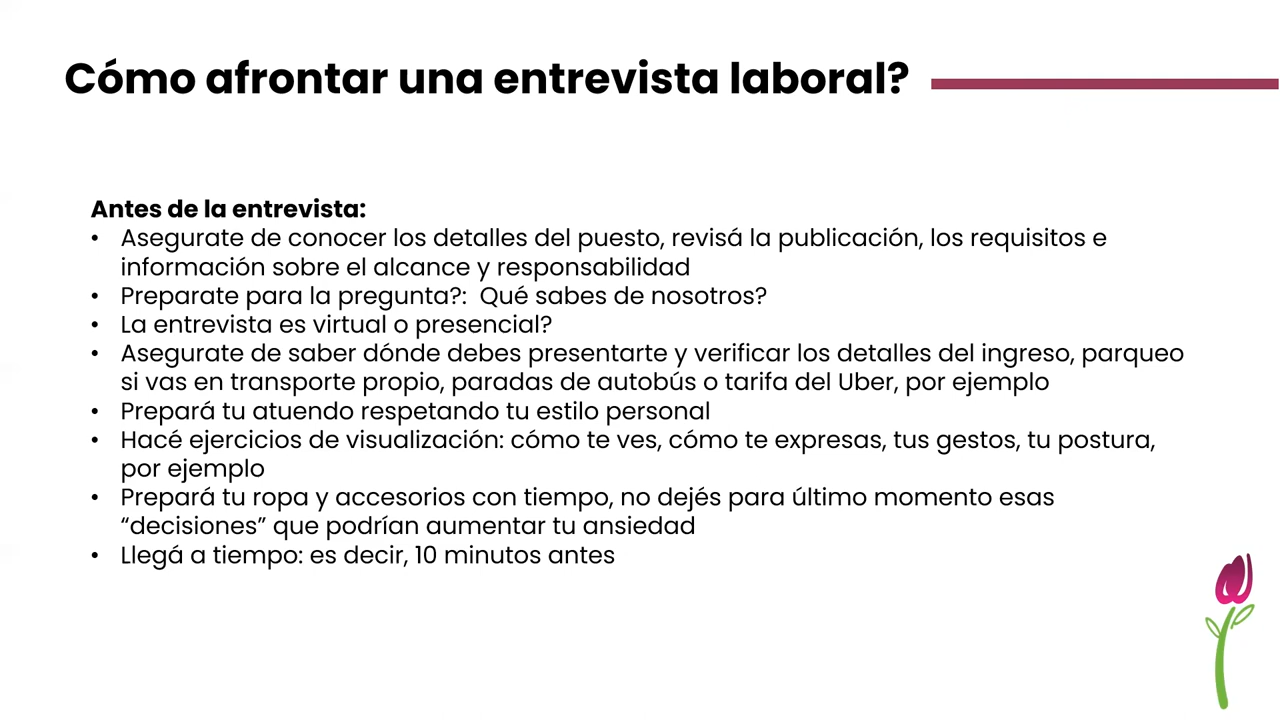 Cómo afrontar una entrevista laboral?
Antes de la entrevista:
• Asegurate de conocer los detalles del puesto, revisá la publicación, los requisitos e
información sobre el alcance y responsabilidad
• Preparate para la pregunta?:  Qué sabes de nosotros?
• La entrevista es virtual o presencial?
• Asegurate de saber dónde debes presentarte y verificar los detalles del ingreso, parqueo
si vas en transporte propio, paradas de autobús o tarifa del Uber, por ejemplo
• Prepará tu atuendo respetando tu estilo personal
• Hacé ejercicios de visualización: cómo te ves, cómo te expresas, tus gestos, tu postura,
por ejemplo
• Prepará tu ropa y accesorios con tiempo, no dejés para último momento esas
“decisiones” que podrían aumentar tu ansiedad
• Llegá a tiempo: es decir, 10 minutos antes